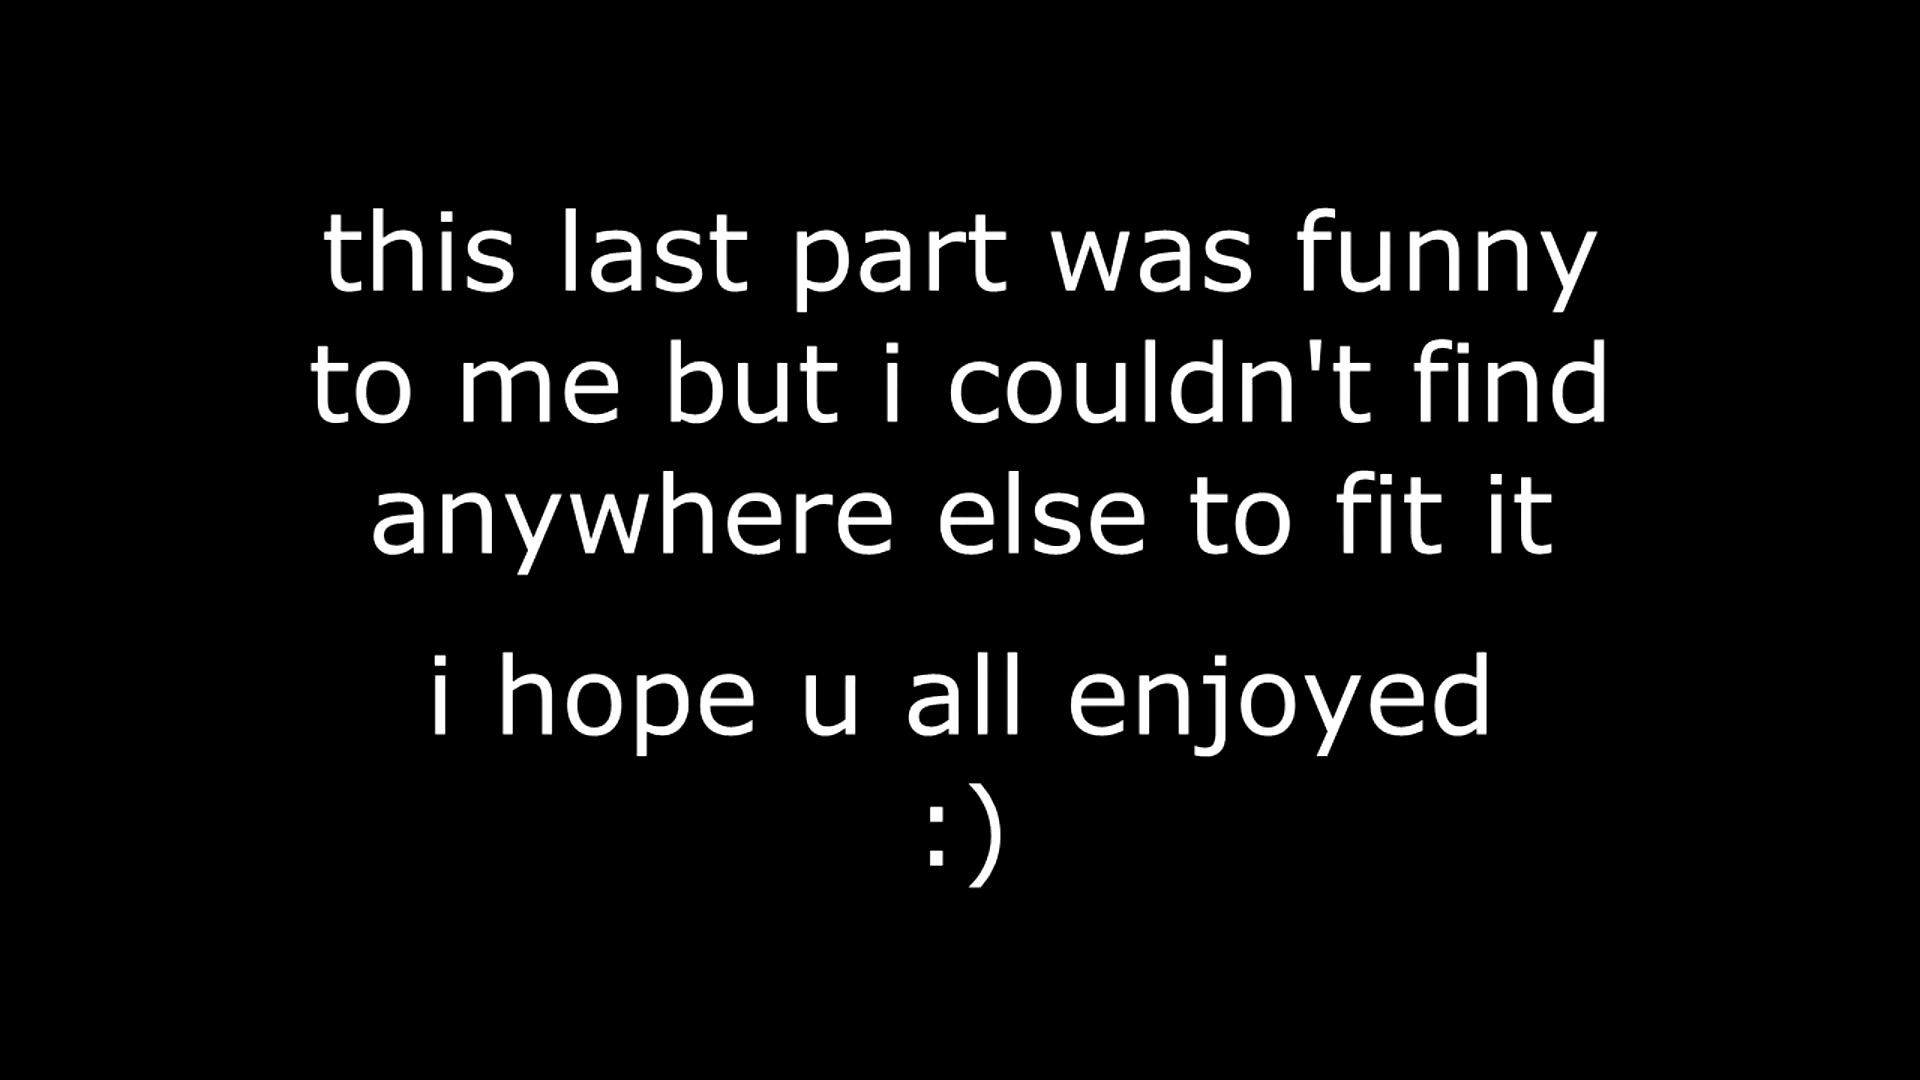 this last part was funny
to me but i couldn't find
anywhere else to fit it
i hope u all enjoyed
:)